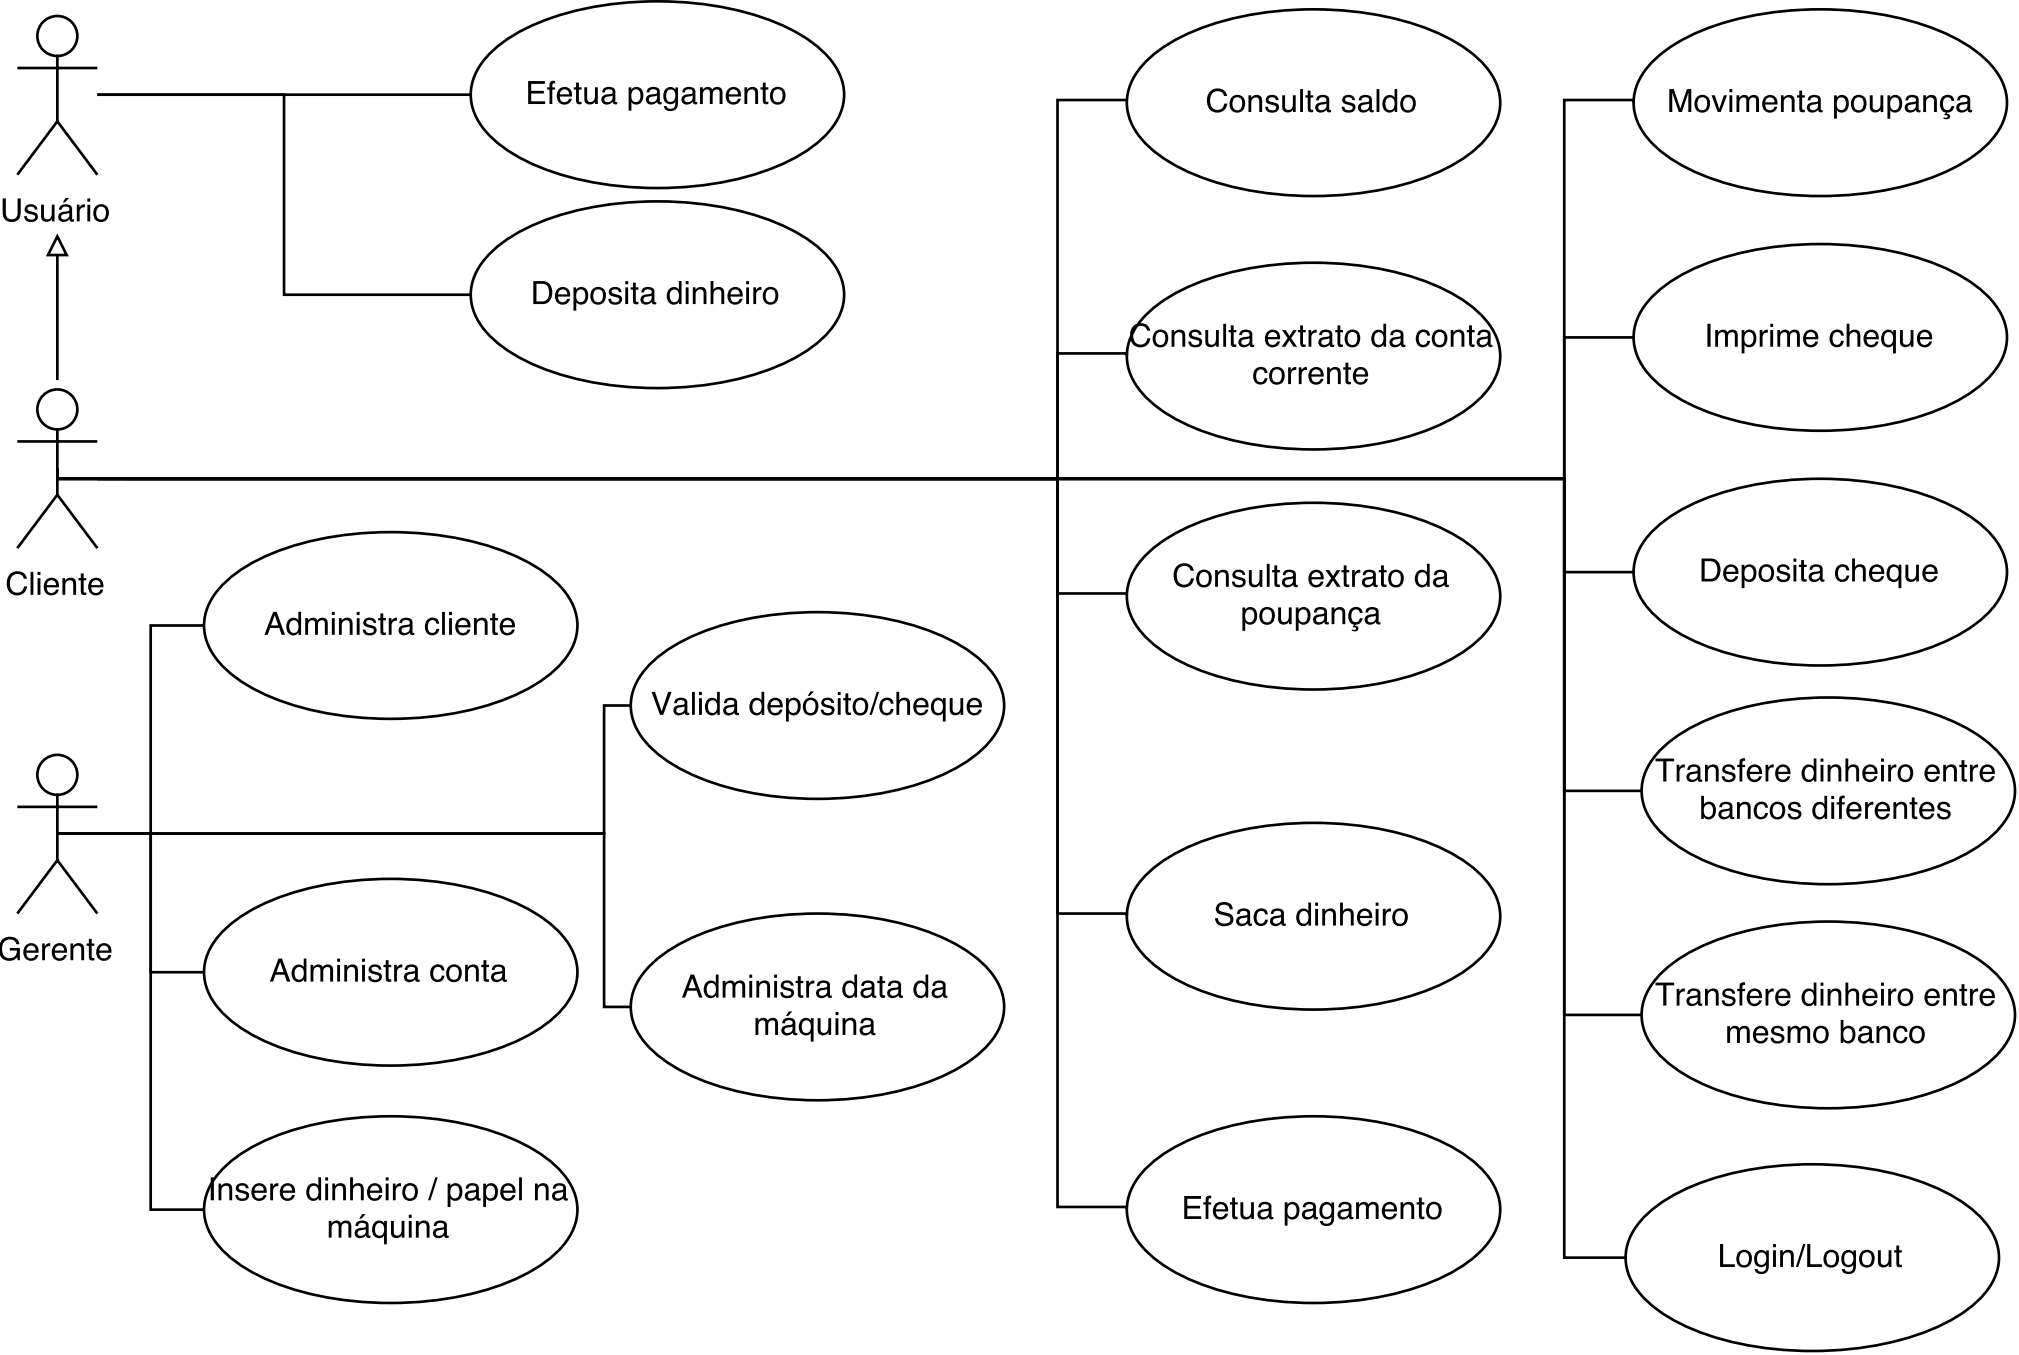 Usuário
Efetua pagamento
Deposita dinheiro
Cliente
Consulta saldo
Consulta extrato da conta
corrente
Consulta extrato da
poupança
Saca dinheiro
Efetua pagamento
Movimenta poupança
Imprime cheque
Deposita cheque
Transfere dinheiro entre
bancos diferentes
Transfere dinheiro entre
mesmo banco
Login/Logout
Gerente
Administra cliente
Administra conta
Insere dinheiro / papel na
máquina
Valida depósito/cheque
Administra data da
máquina